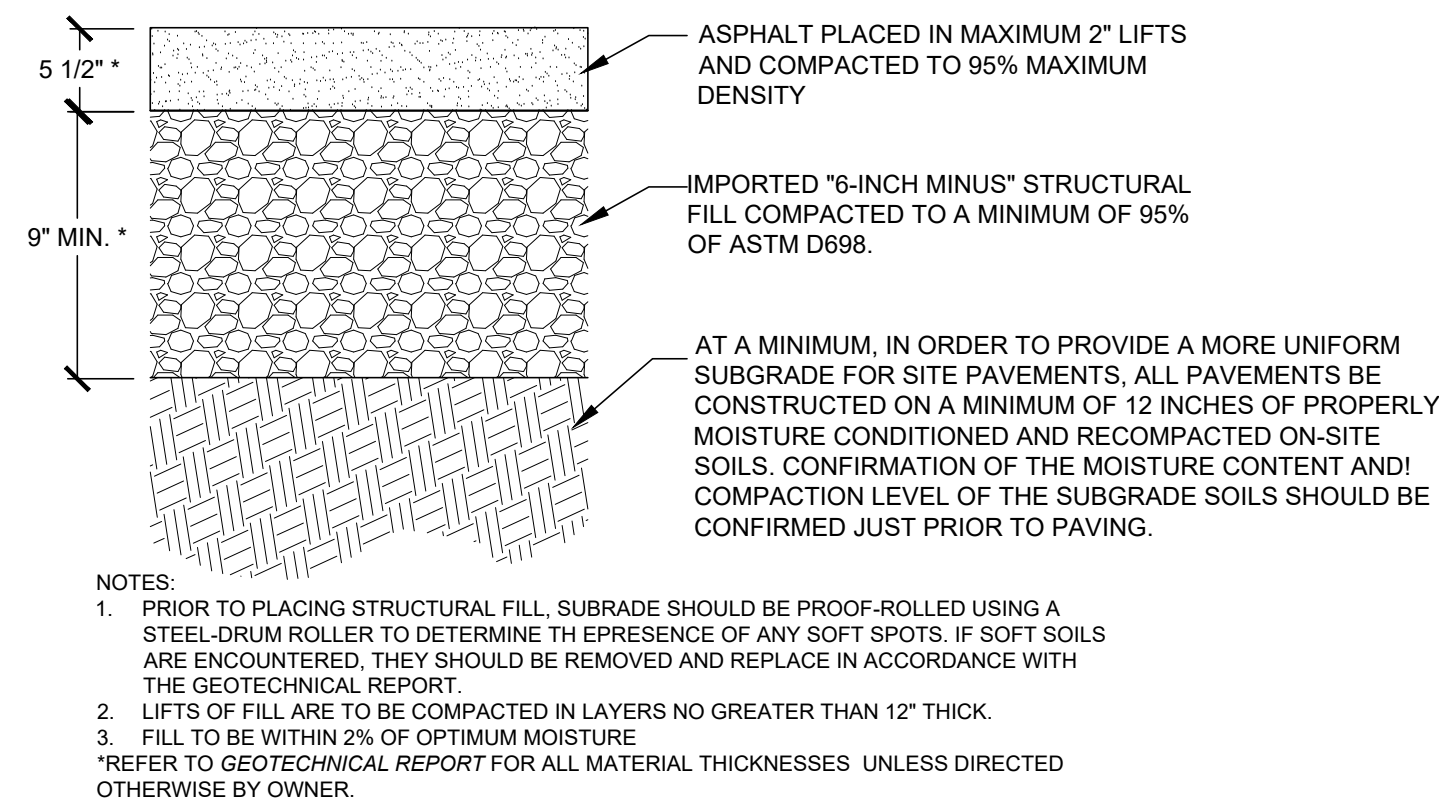 5 1/2" *
ASPHALT PLACED IN MAXIMUM 2" LIFTS
AND COMPACTED TO 95% MAXIMUM
DENSITY
9" MIN. *
IMPORTED "6-INCH MINUS" STRUCTURAL
FILL COMPACTED TO A MINIMUM OF 95%
OF ASTM D698.
AT A MINIMUM, IN ORDER TO PROVIDE A MORE UNIFORM
SUBGRADE FOR SITE PAVEMENTS, ALL PAVEMENTS BE
CONSTRUCTED ON A MINIMUM OF 12 INCHES OF PROPERLY
MOISTURE CONDITIONED AND RECOMPACTED ON-SITE
SOILS. CONFIRMATION OF THE MOISTURE CONTENT AND!
COMPACTION LEVEL OF THE SUBGRADE SOILS SHOULD BE
CONFIRMED JUST PRIOR TO PAVING.
NOTES:
1. PRIOR TO PLACING STRUCTURAL FILL, SUBRADE SHOULD BE PROOF-ROLLED USING A
STEEL-DRUM ROLLER TO DETERMINE TH EPRESENCE OF ANY SOFT SPOTS. IF SOFT SOILS
ARE ENCOUNTERED, THEY SHOULD BE REMOVED AND REPLACE IN ACCORDANCE WITH
THE GEOTECHNICAL REPORT.
2. LIFTS OF FILL ARE TO BE COMPACTED IN LAYERS NO GREATER THAN 12" THICK.
3. FILL TO BE WITHIN 2% OF OPTIMUM MOISTURE
*REFER TO GEOTECHNICAL REPORT FOR ALL MATERIAL THICKNESSES UNLESS DIRECTED
OTHERWISE BY OWNER.